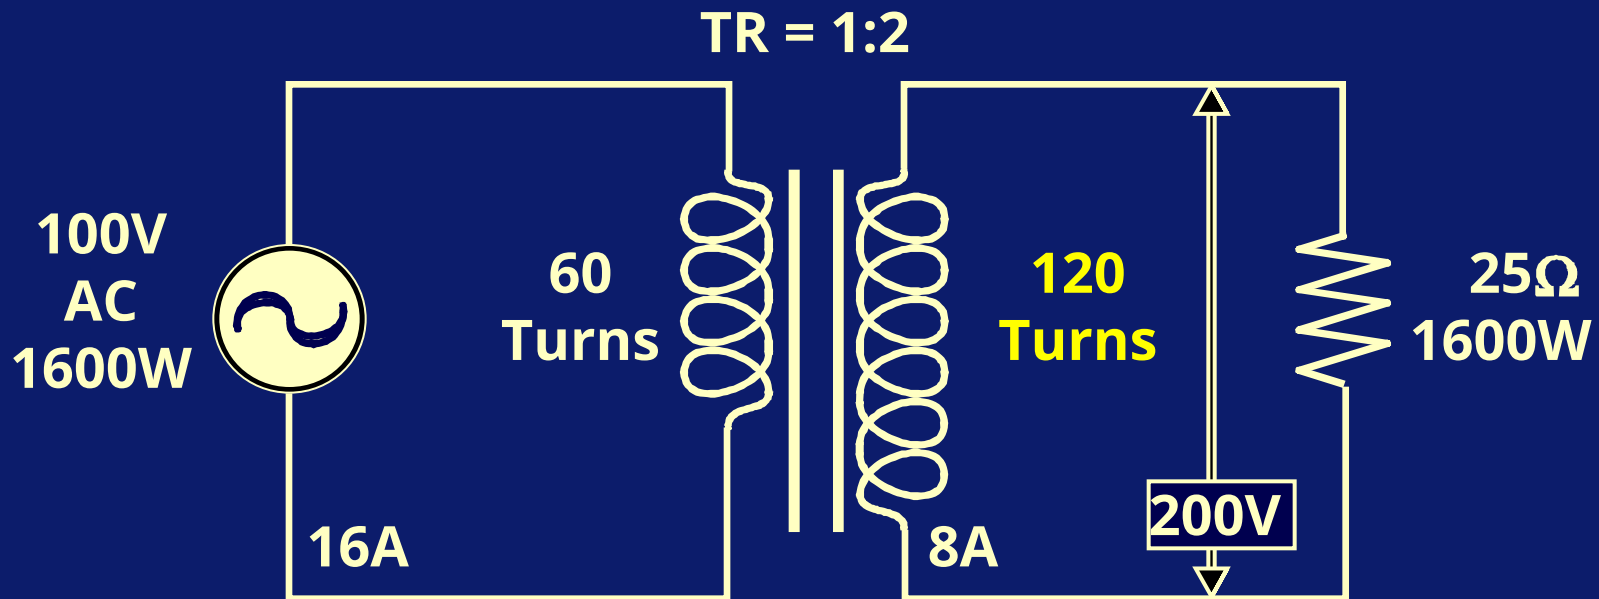 TR = 1:2
100V
AC
1600W
60
Turns
120
Turns
25Ω
1600W
200V
16A
8A